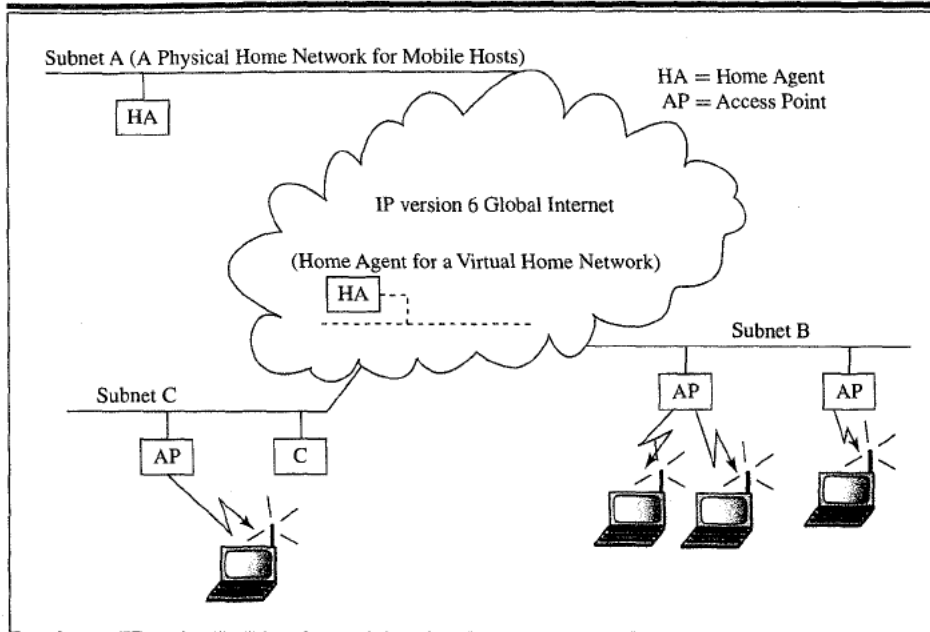 Subnet A (A Physical Home Network for Mobile Hosts)
HA = Home Agent
AP = Access Point
HA
IP version 6 Global Internet
(Home Agent for a Virtual Home Network)
HA
Subnet B
AP
AP
Subnet C
AP
C